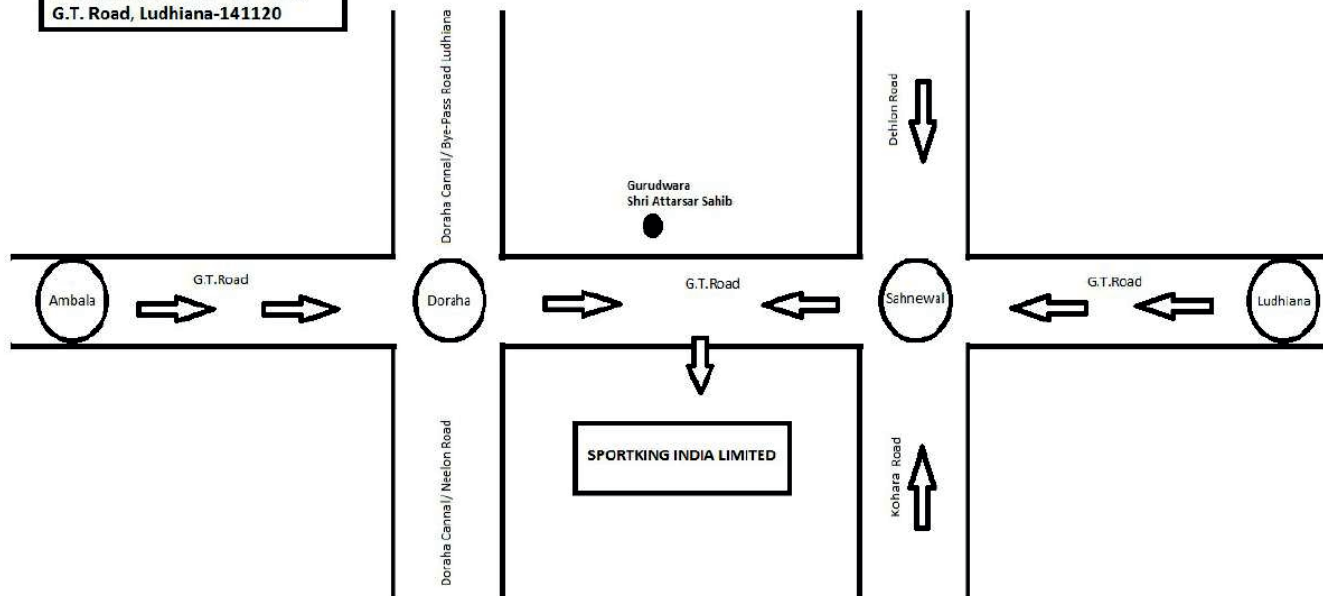 G.T. Road, Ludhiana-141120
Doraha Cannal/ Bye-Pass Road Ludhiana
Dehlon Road
Gurudwara
Shri Attarsar Sahib
Ambala
G.T.Road
Doraha
G.T.Road
Sahnewal
G.T.Road
Ludhiana
Doraha Cannal/ Neelon Road
SPORTKING INDIA LIMITED
Kohara Road